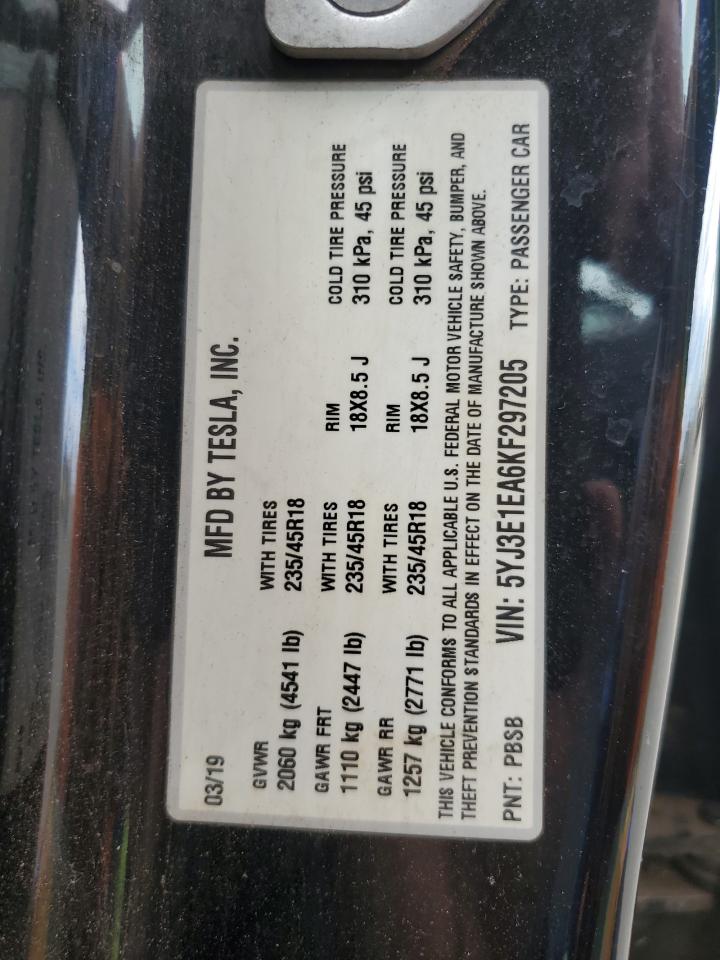 MFD BY TESLA, INC.
03/19
GVWR WITH TIRES
2060 kg (4541 lb) 235/45R18
GAWR FRT WITH TIRES RIM COLD TIRE PRESSURE
1110 kg (2447 lb) 235/45R18 18X8.5 J 310 kPa, 45 psi
GAWR RR WITH TIRES RIM COLD TIRE PRESSURE
1257 kg (2771 lb) 235/45R18 18X8.5 J 310 kPa, 45 psi
THIS VEHICLE CONFORMS TO ALL APPLICABLE U.S. FEDERAL MOTOR VEHICLE SAFETY, BUMPER, AND
THEFT PREVENTION STANDARDS IN EFFECT ON THE DATE OF MANUFACTURE SHOWN ABOVE.
PNT: PBSB VIN: 5YJ3E1EA6KF297205 TYPE: PASSENGER CAR